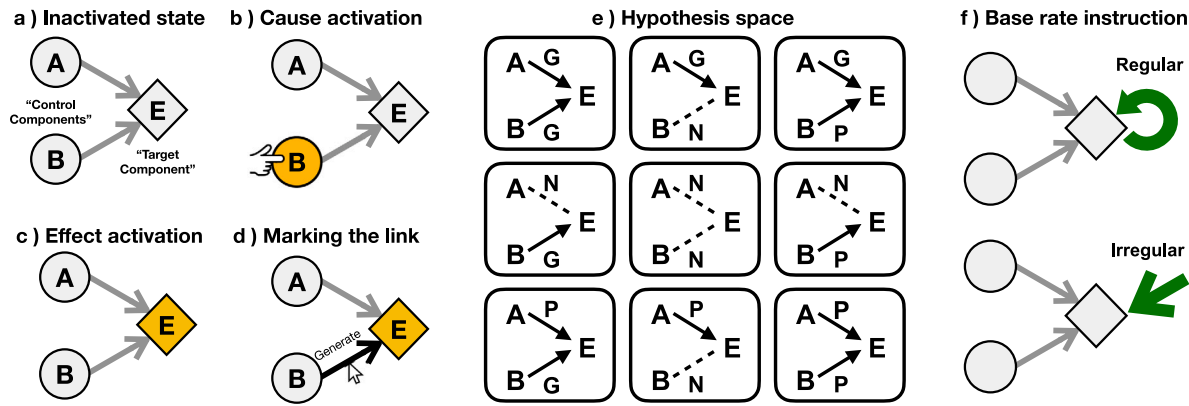 a ) Inactivated state
A
E
B
“Control
Components”
“Target
Component”
b ) Cause activation
A
E
B
c ) Effect activation
A
E
B
d ) Marking the link
A
E
B
Generate
e ) Hypothesis space
A G
E
B G
A G
E
B N
A G
E
B P
A N
E
B G
A N
E
B N
A N
E
B P
A P
E
B G
A P
E
B N
A P
E
B P
f ) Base rate instruction
Regular
Irregular